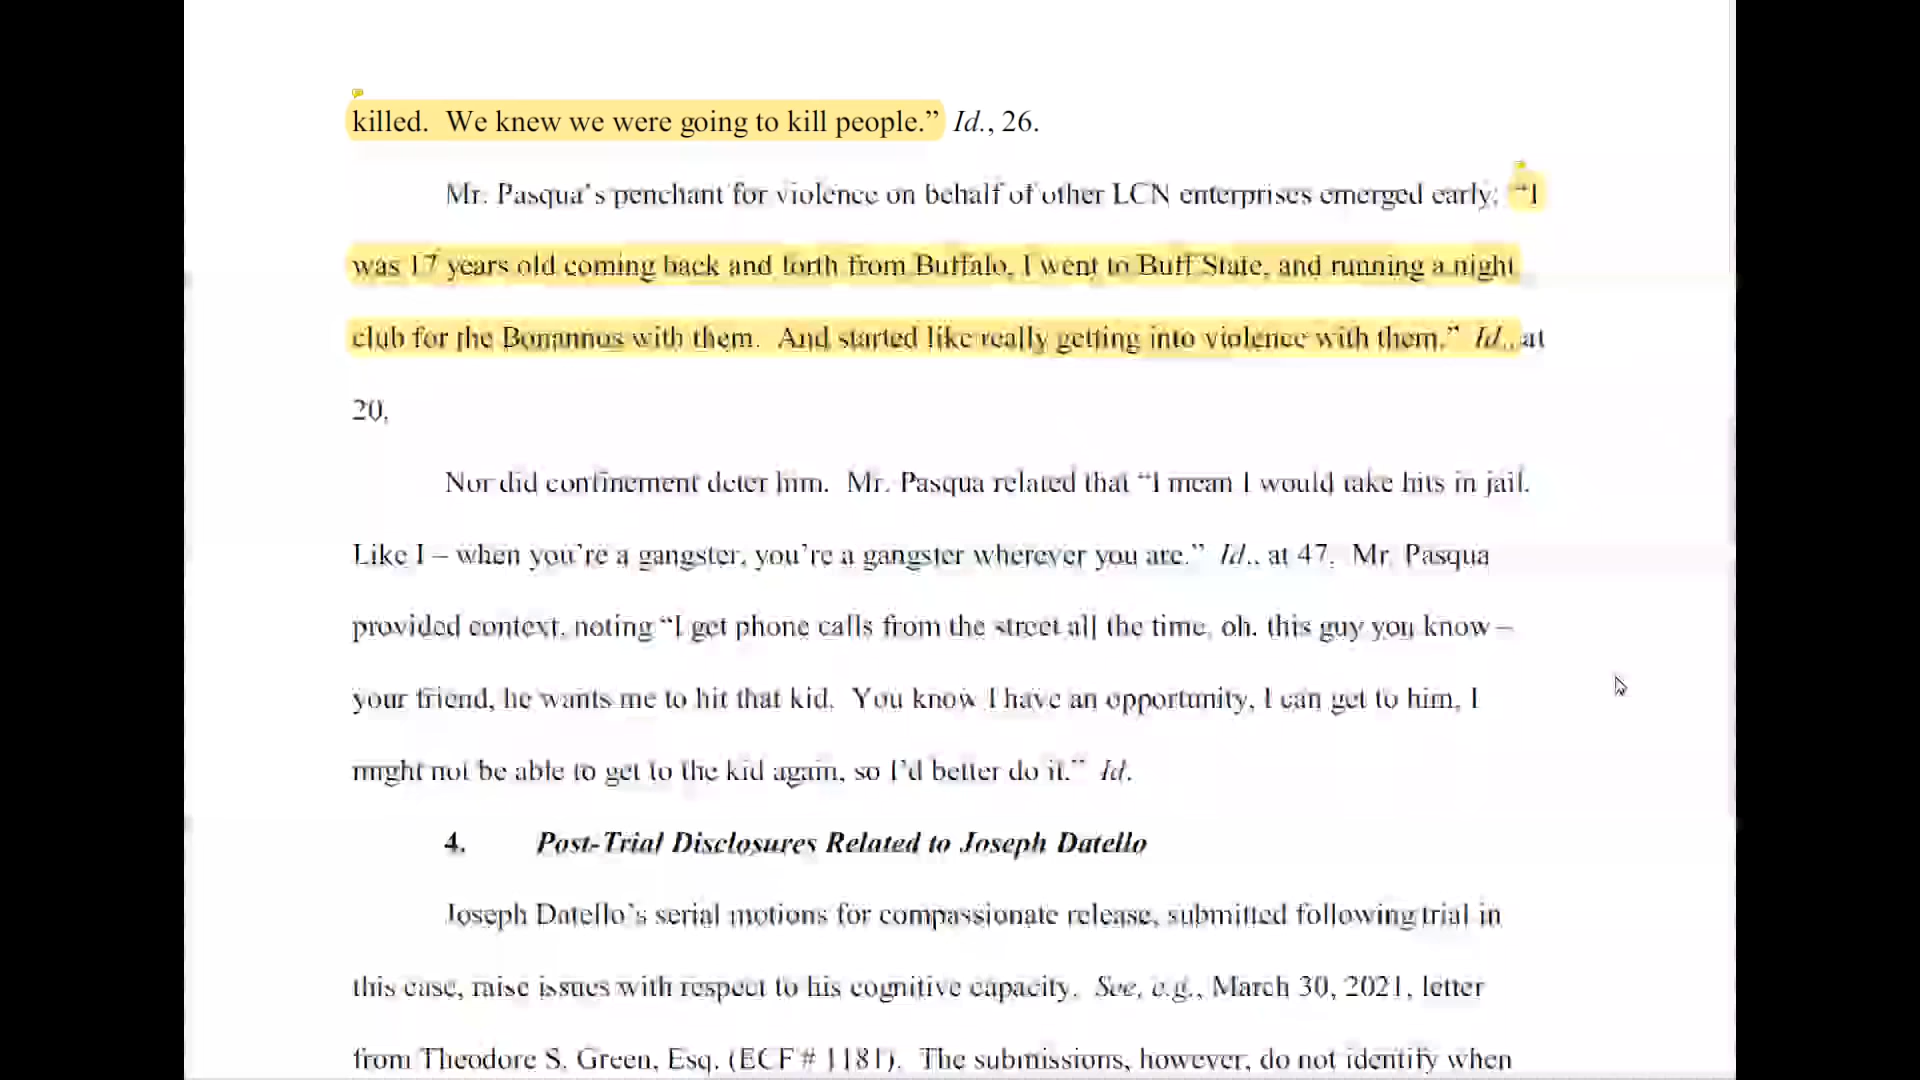 killed.  We knew we were going to kill people.” Id., 26.
Mr. Pasqua’s penchant for violence on behalf of other LCN enterprises emerged early: “I
was 17 years old coming back and forth from Buffalo, I went to Buff State, and running a night
club for the Bonannos with them.  And started like really getting into violence with them.”  Id., at
20.
Nor did confinement deter him.  Mr. Pasqua related that “I mean I would take hits in jail.
Like I – when you’re a gangster, you’re a gangster wherever you are.”  Id., at 47.  Mr. Pasqua
provided context, noting “I get phone calls from the street all the time, oh, this guy you know –
your friend, he wants me to hit that kid.  You know I have an opportunity, I can get to him, I
might not be able to get to the kid again, so I’d better do it.”  Id.
4. Post-Trial Disclosures Related to Joseph Datello
Joseph Datello’s serial motions for compassionate release, submitted following trial in
this case, raise issues with respect to his cognitive capacity.  See, e.g., March 30, 2021, letter
from Theodore S. Green, Esq. (ECF # 1181).  The submissions, however, do not identify when